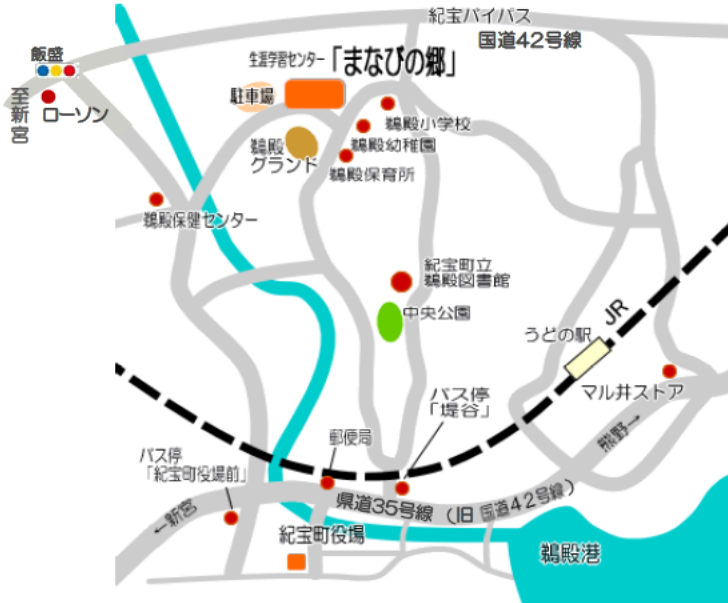 紀宝バイパス
国道42号線
飯盛
生涯学習センター「まなびの郷」
至新宮
ローソン
駐車場
鵜殿小学校
鵜殿
グランド
鵜殿幼稚園
鵜殿保育所
鵜殿保健センター
紀宝町立
鵜殿図書館
中央公園
JR
うどの駅
マル井ストア
バス停
「堤谷」
郵便局
熊野→
バス停
「紀宝町役場前」
県道35号線（旧 国道42号線）
←新宮
紀宝町役場
鵜殿港